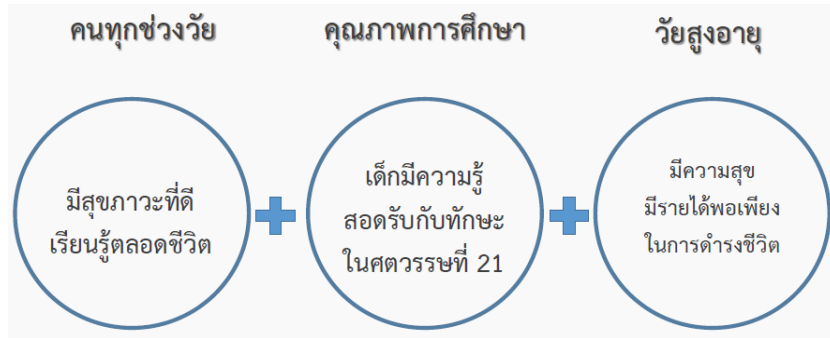 คนทุกช่วงวัย
คุณภาพการศึกษา
วัยสูงอายุ
มีสุขภาวะที่ดี
เรียนรู้ตลอดชีวิต
เด็กมีความรู้
สอดรับกับทักษะ
ในศตวรรษที่ 21
มีความสุข
มีรายได้พอเพียง
ในการดำรงชีวิต